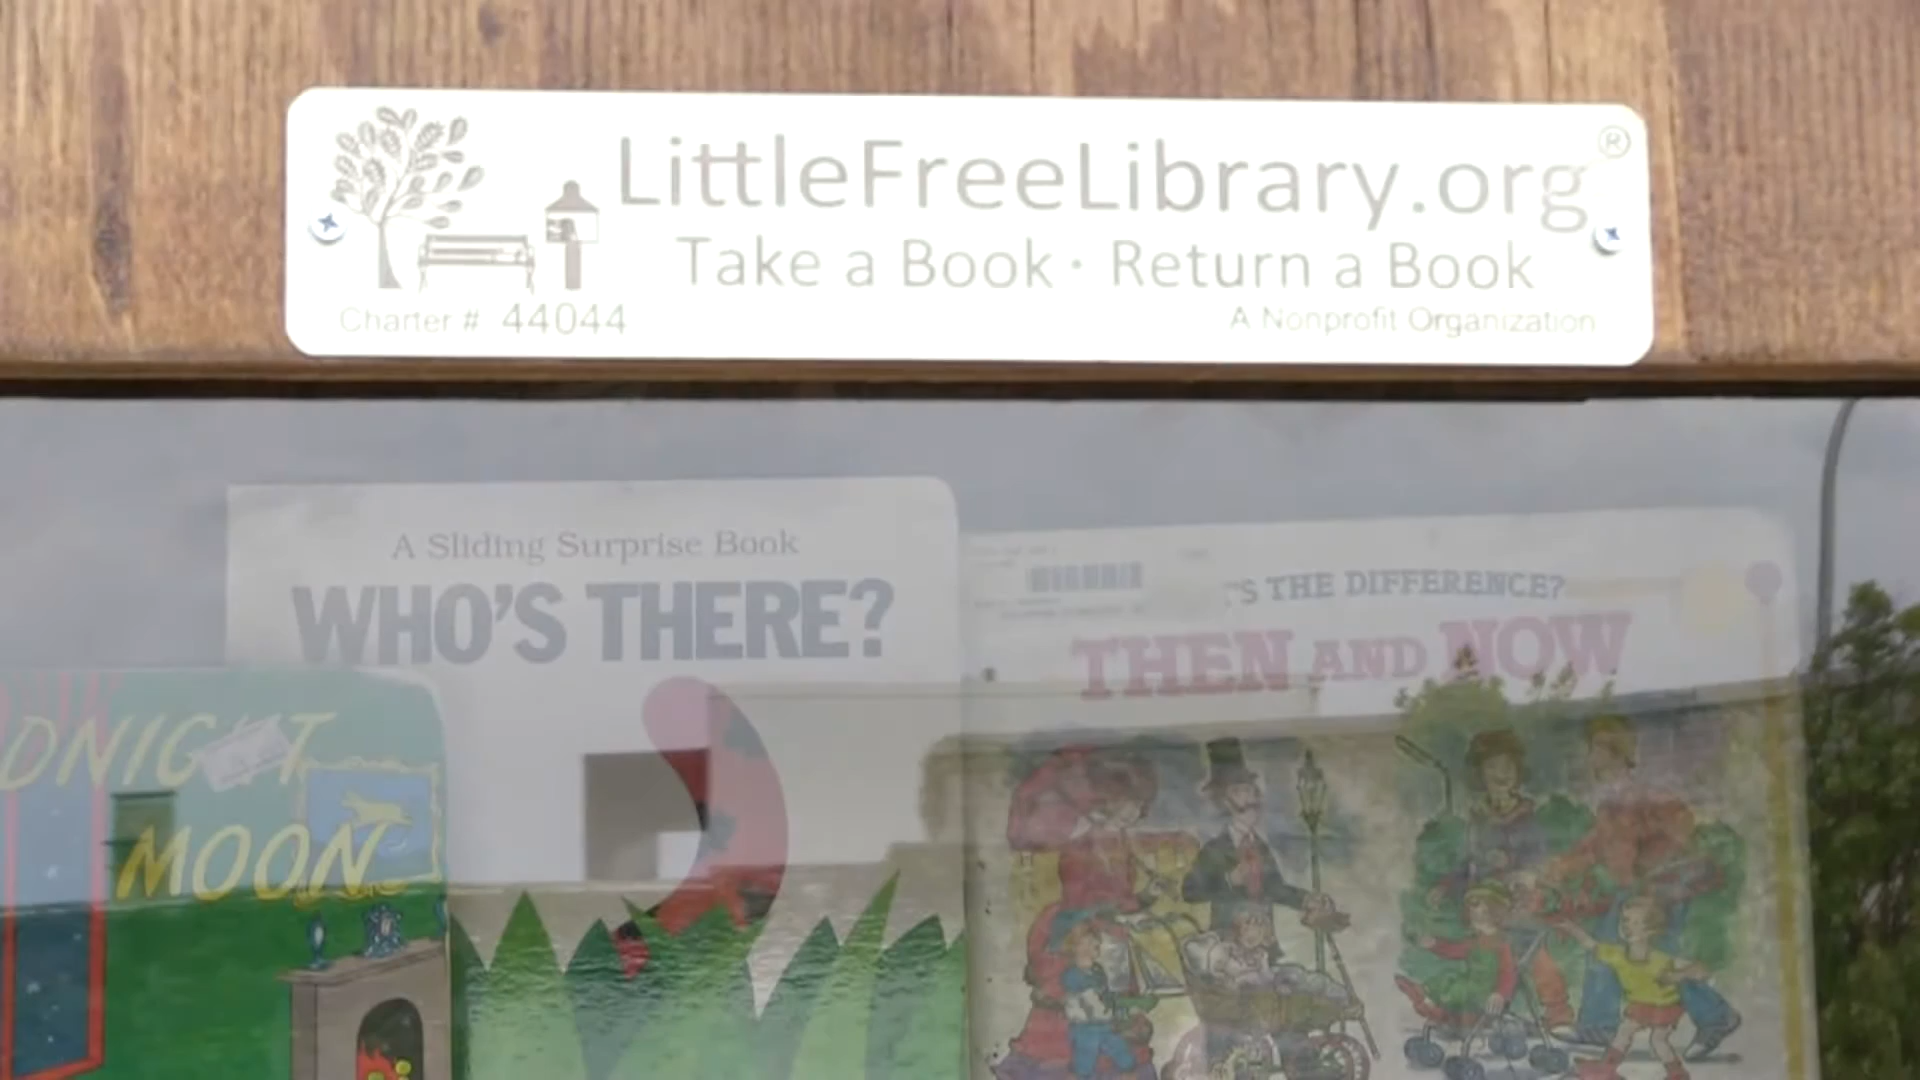 LittleFreeLibrary.org®
Take a Book · Return a Book
Charter # 44044
A Nonprofit Organization
A Sliding Surprise Book
WHO'S THERE?
'S THE DIFFERENCE?
THEN AND NOW
DNIG T
MOON